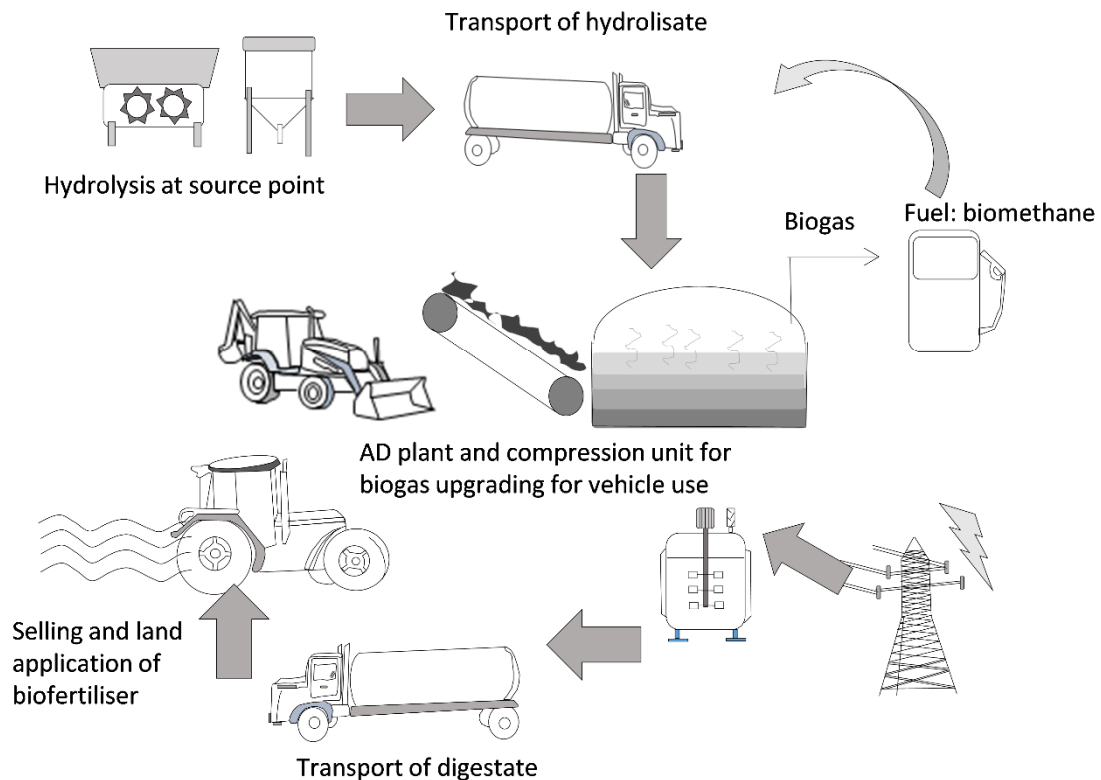 Transport of hydrolisate
Hydrolysis at source point
Fuel: biomethane
Biogas
AD plant and compression unit for
biogas upgrading for vehicle use
Selling and land
application of
biofertiliser
Transport of digestate